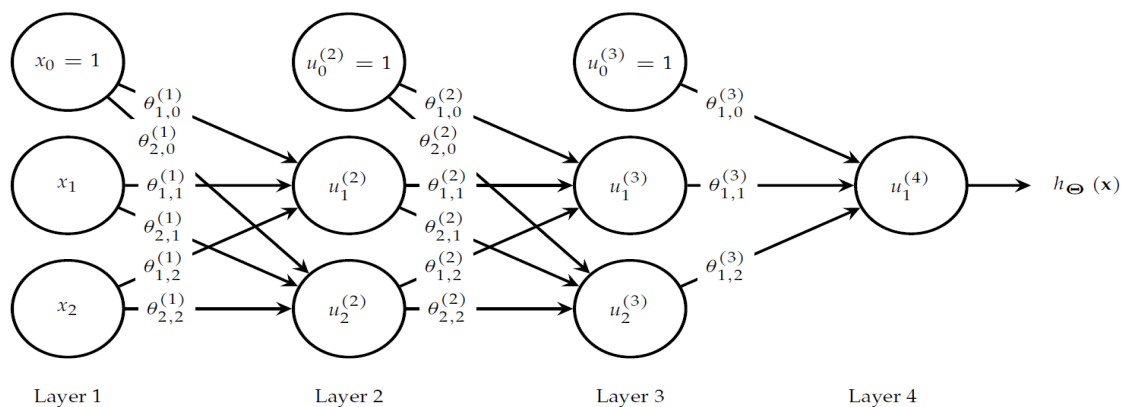 x₀ = 1
u₀⁽²⁾ = 1
u₀⁽³⁾ = 1
θ₁,₀⁽¹⁾
θ₁,₀⁽²⁾
θ₁,₀⁽³⁾
θ₂,₀⁽¹⁾
θ₂,₀⁽²⁾
x₁
θ₁,₁⁽¹⁾
u₁⁽²⁾
θ₁,₁⁽²⁾
u₁⁽³⁾
θ₁,₁⁽³⁾
u₁⁽⁴⁾
h_Θ (x)
θ₂,₁⁽¹⁾
θ₂,₁⁽²⁾
θ₁,₂⁽¹⁾
θ₁,₂⁽²⁾
θ₁,₂⁽³⁾
x₂
θ₂,₂⁽¹⁾
u₂⁽²⁾
θ₂,₂⁽²⁾
u₂⁽³⁾
Layer 1
Layer 2
Layer 3
Layer 4